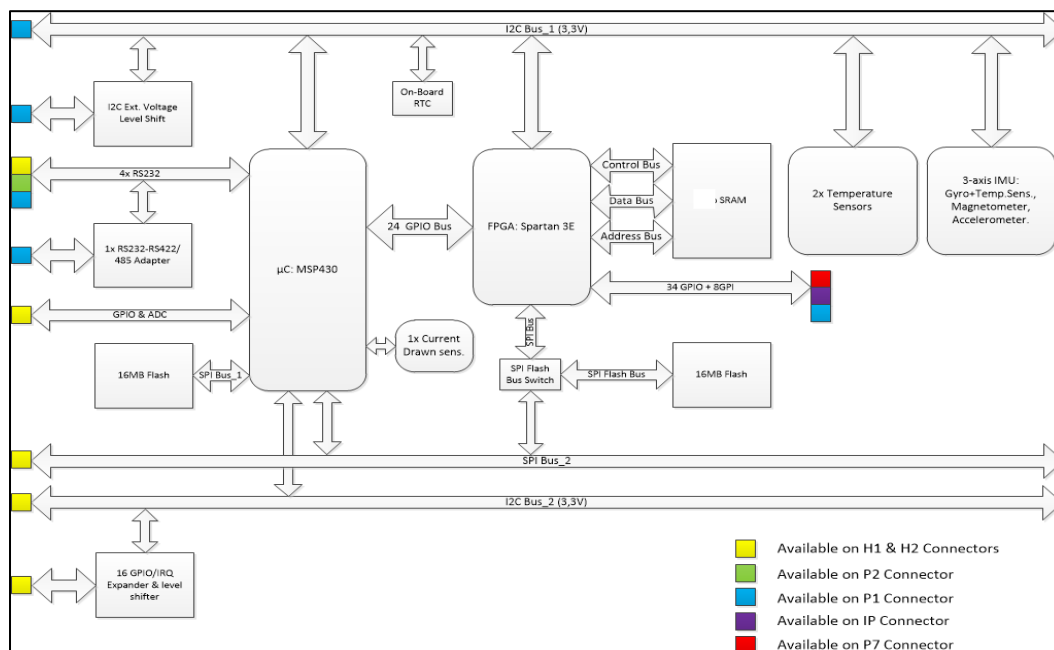 I2C Bus_1 (3,3V)
I2C Ext. Voltage
Level Shift
On-Board
RTC
4x RS232
1x RS232-RS422/
485 Adapter
GPIO & ADC
16MB Flash
SPI Bus_1
µC: MSP430
24 GPIO Bus
1x Current
Drawn sens.
FPGA: Spartan 3E
Control Bus
Data Bus
Address Bus
SRAM
2x Temperature
Sensors
3-axis IMU:
Gyro+Temp.Sens.,
Magnetometer,
Accelerometer.
34 GPIO + 8GPI
SPI Bus
SPI Flash
Bus Switch
SPI Flash Bus
16MB Flash
SPI Bus_2
I2C Bus_2 (3,3V)
16 GPIO/IRQ
Expander & level
shifter
Available on H1 & H2 Connectors
Available on P2 Connector
Available on P1 Connector
Available on IP Connector
Available on P7 Connector